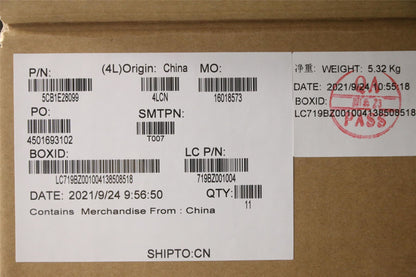 P/N:
(4L)Origin: China
MO:
5CB1E28099
4LCN
16018573
PO:
SMTPN:
4501693102
T007
BOXID:
LC P/N:
LC719BZ001004138508518
719BZ001004
DATE: 2021/9/24 9:56:50
QTY:
11
Contains Merchandise From : China
SHIPTO:CN
净重: WEIGHT: 5.32 Kg
DATE: 2021/9/24 10:55:18
BOXID:
LC719BZ001004138508518
QA
PASS